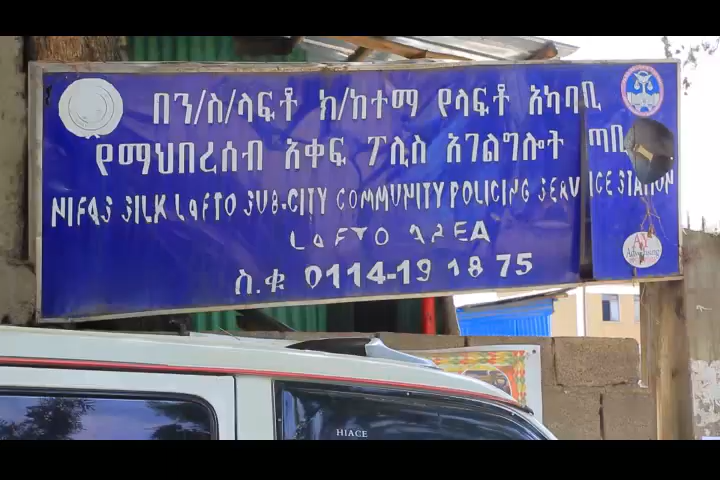 በን/ስ/ላፍቶ ክ/ከተማ የላፍቶ አካባቢ
የማህበረሰብ አቀፍ ፖሊስ አገልግሎት ጣቢ
NIFAS SILK LAFTO SUB-CITY COMMUNITY POLICING SERVICE STATION
LAFTO AREA
ስ.ቁ 0114-19 18 75
Advertising
HIACE